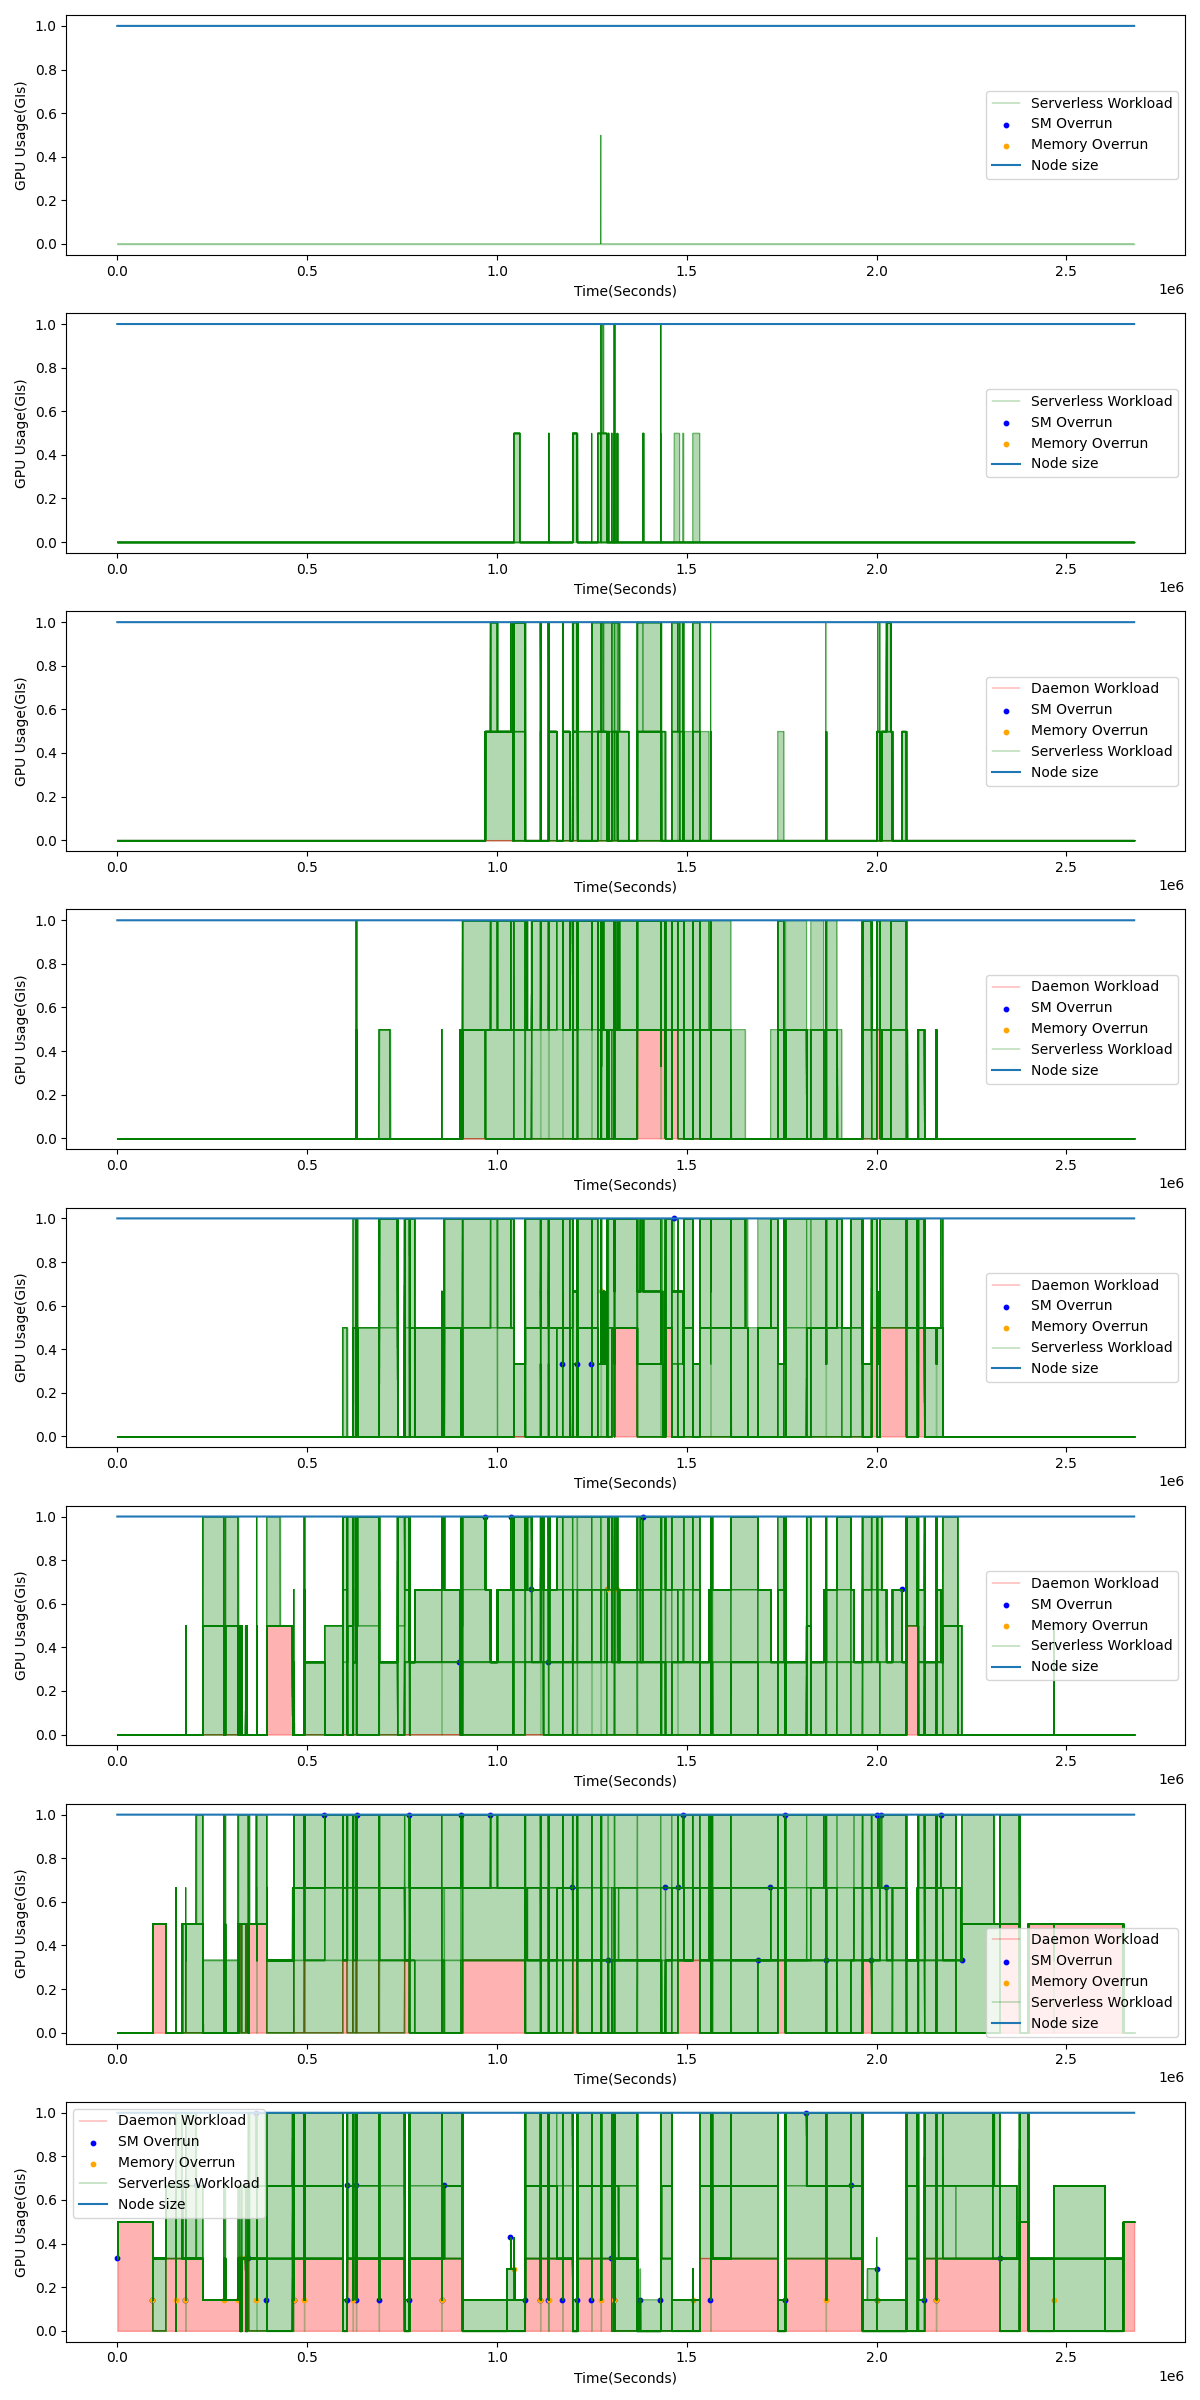 1.0
0.8
0.6
0.4
0.2
0.0
GPU Usage(GIs)
Serverless Workload
SM Overrun
Memory Overrun
Node size
0.0 0.5 1.0 1.5 2.0 2.5
1e6
Time(Seconds)
1.0
0.8
0.6
0.4
0.2
0.0
GPU Usage(GIs)
Serverless Workload
SM Overrun
Memory Overrun
Node size
0.0 0.5 1.0 1.5 2.0 2.5
1e6
Time(Seconds)
1.0
0.8
0.6
0.4
0.2
0.0
GPU Usage(GIs)
Daemon Workload
SM Overrun
Memory Overrun
Serverless Workload
Node size
0.0 0.5 1.0 1.5 2.0 2.5
1e6
Time(Seconds)
1.0
0.8
0.6
0.4
0.2
0.0
GPU Usage(GIs)
Daemon Workload
SM Overrun
Memory Overrun
Serverless Workload
Node size
0.0 0.5 1.0 1.5 2.0 2.5
1e6
Time(Seconds)
1.0
0.8
0.6
0.4
0.2
0.0
GPU Usage(GIs)
Daemon Workload
SM Overrun
Memory Overrun
Serverless Workload
Node size
0.0 0.5 1.0 1.5 2.0 2.5
1e6
Time(Seconds)
1.0
0.8
0.6
0.4
0.2
0.0
GPU Usage(GIs)
Daemon Workload
SM Overrun
Memory Overrun
Serverless Workload
Node size
0.0 0.5 1.0 1.5 2.0 2.5
1e6
Time(Seconds)
1.0
0.8
0.6
0.4
0.2
0.0
GPU Usage(GIs)
Daemon Workload
SM Overrun
Memory Overrun
Serverless Workload
Node size
0.0 0.5 1.0 1.5 2.0 2.5
1e6
Time(Seconds)
1.0
0.8
0.6
0.4
0.2
0.0
GPU Usage(GIs)
Daemon Workload
SM Overrun
Memory Overrun
Serverless Workload
Node size
0.0 0.5 1.0 1.5 2.0 2.5
1e6
Time(Seconds)